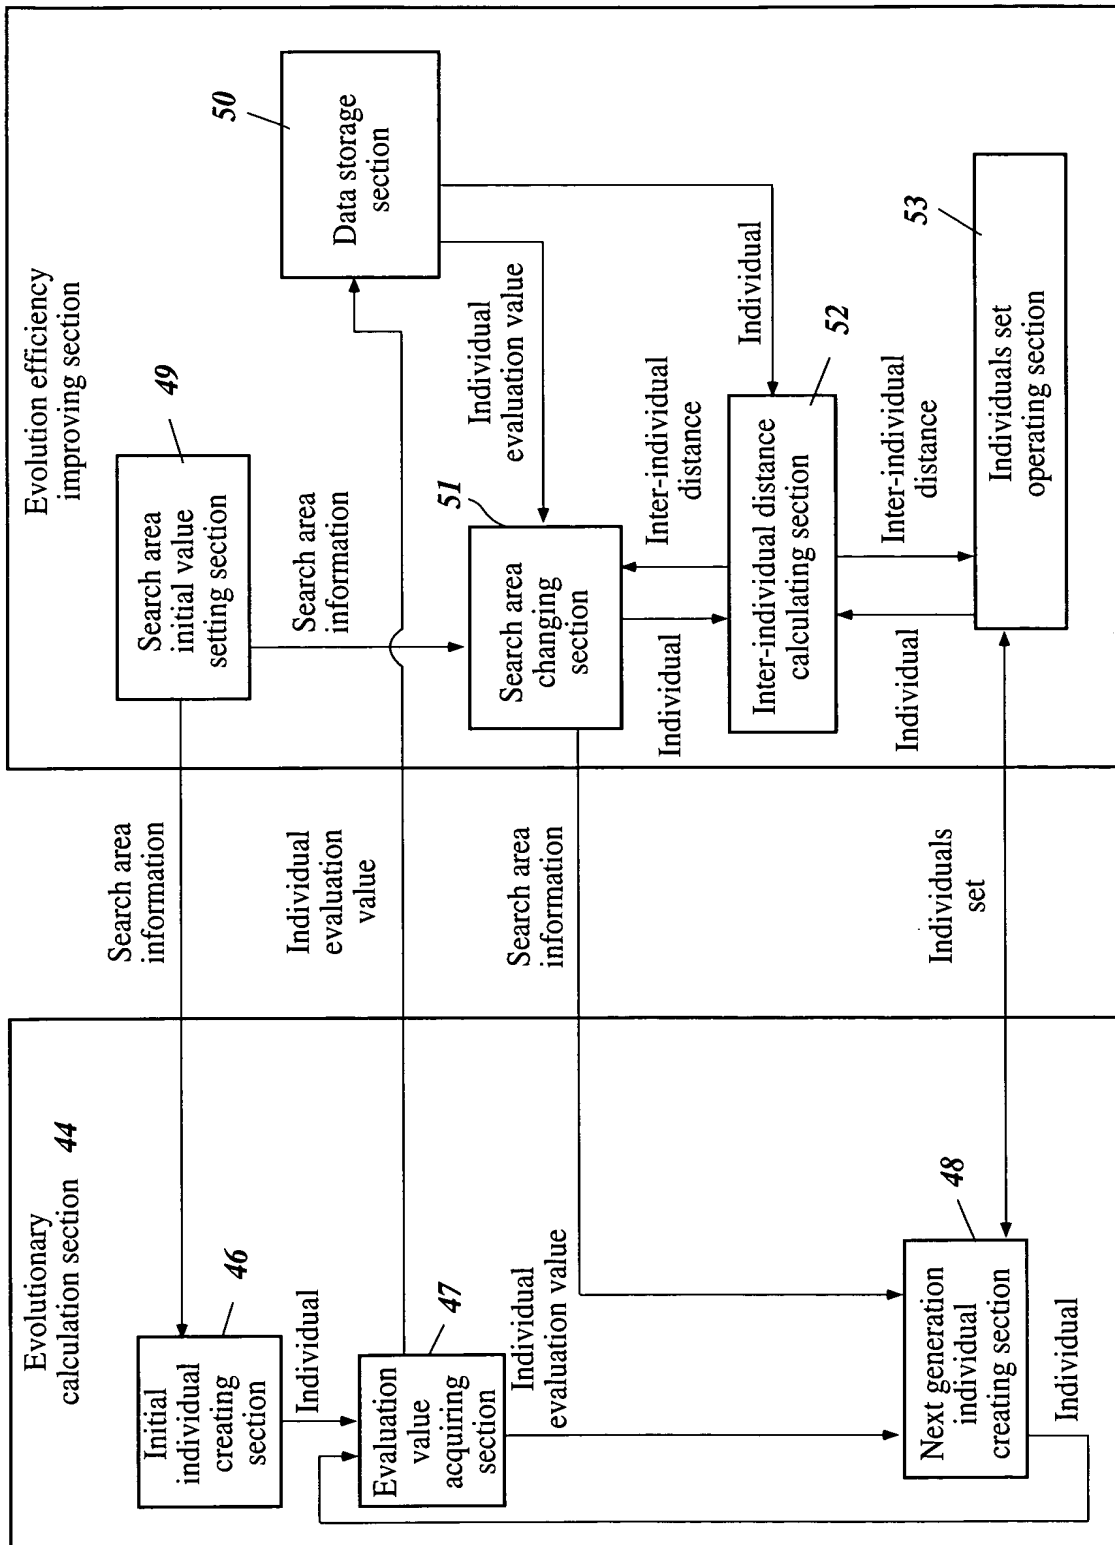 Evolutionary
calculation section
44
Initial
individual
creating
section
46
Individual
Evaluation
value
acquiring
section
47
Individual
evaluation value
Next generation
individual
creating section
48
Individual
Search area
information
Individual
evaluation
value
Search area
information
Individuals
set
Evolution efficiency
improving section
Search area
initial value
setting section
49
Search area
information
Data storage
section
50
Individual
evaluation value
Individual
Search area
changing
section
51
Individual
Inter-individual
distance
Inter-individual distance
calculating section
52
Individual
Inter-individual
distance
Individuals set
operating section
53